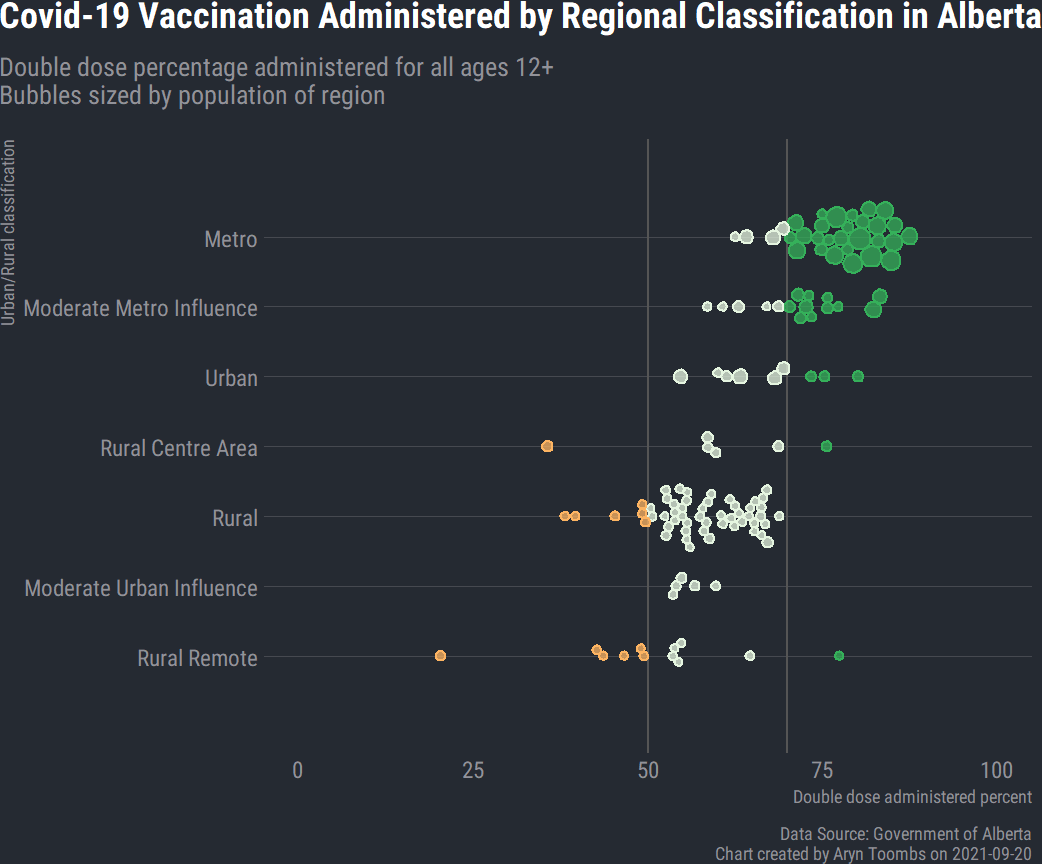 Covid-19 Vaccination Administered by Regional Classification in Alberta
Double dose percentage administered for all ages 12+
Bubbles sized by population of region
Urban/Rural classification
Metro
Moderate Metro Influence
Urban
Rural Centre Area
Rural
Moderate Urban Influence
Rural Remote
0 25 50 75 100
Double dose administered percent
Data Source: Government of Alberta
Chart created by Aryn Toombs on 2021-09-20